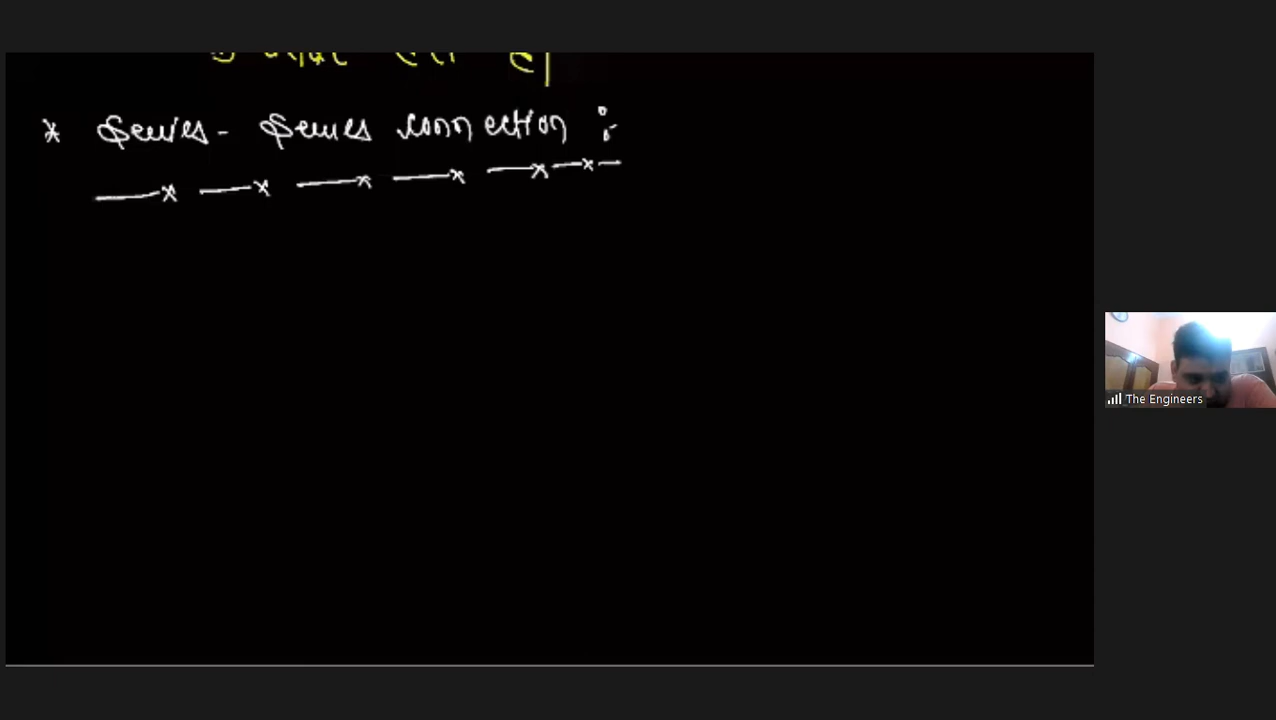 * Series - Series connection :
The Engineers